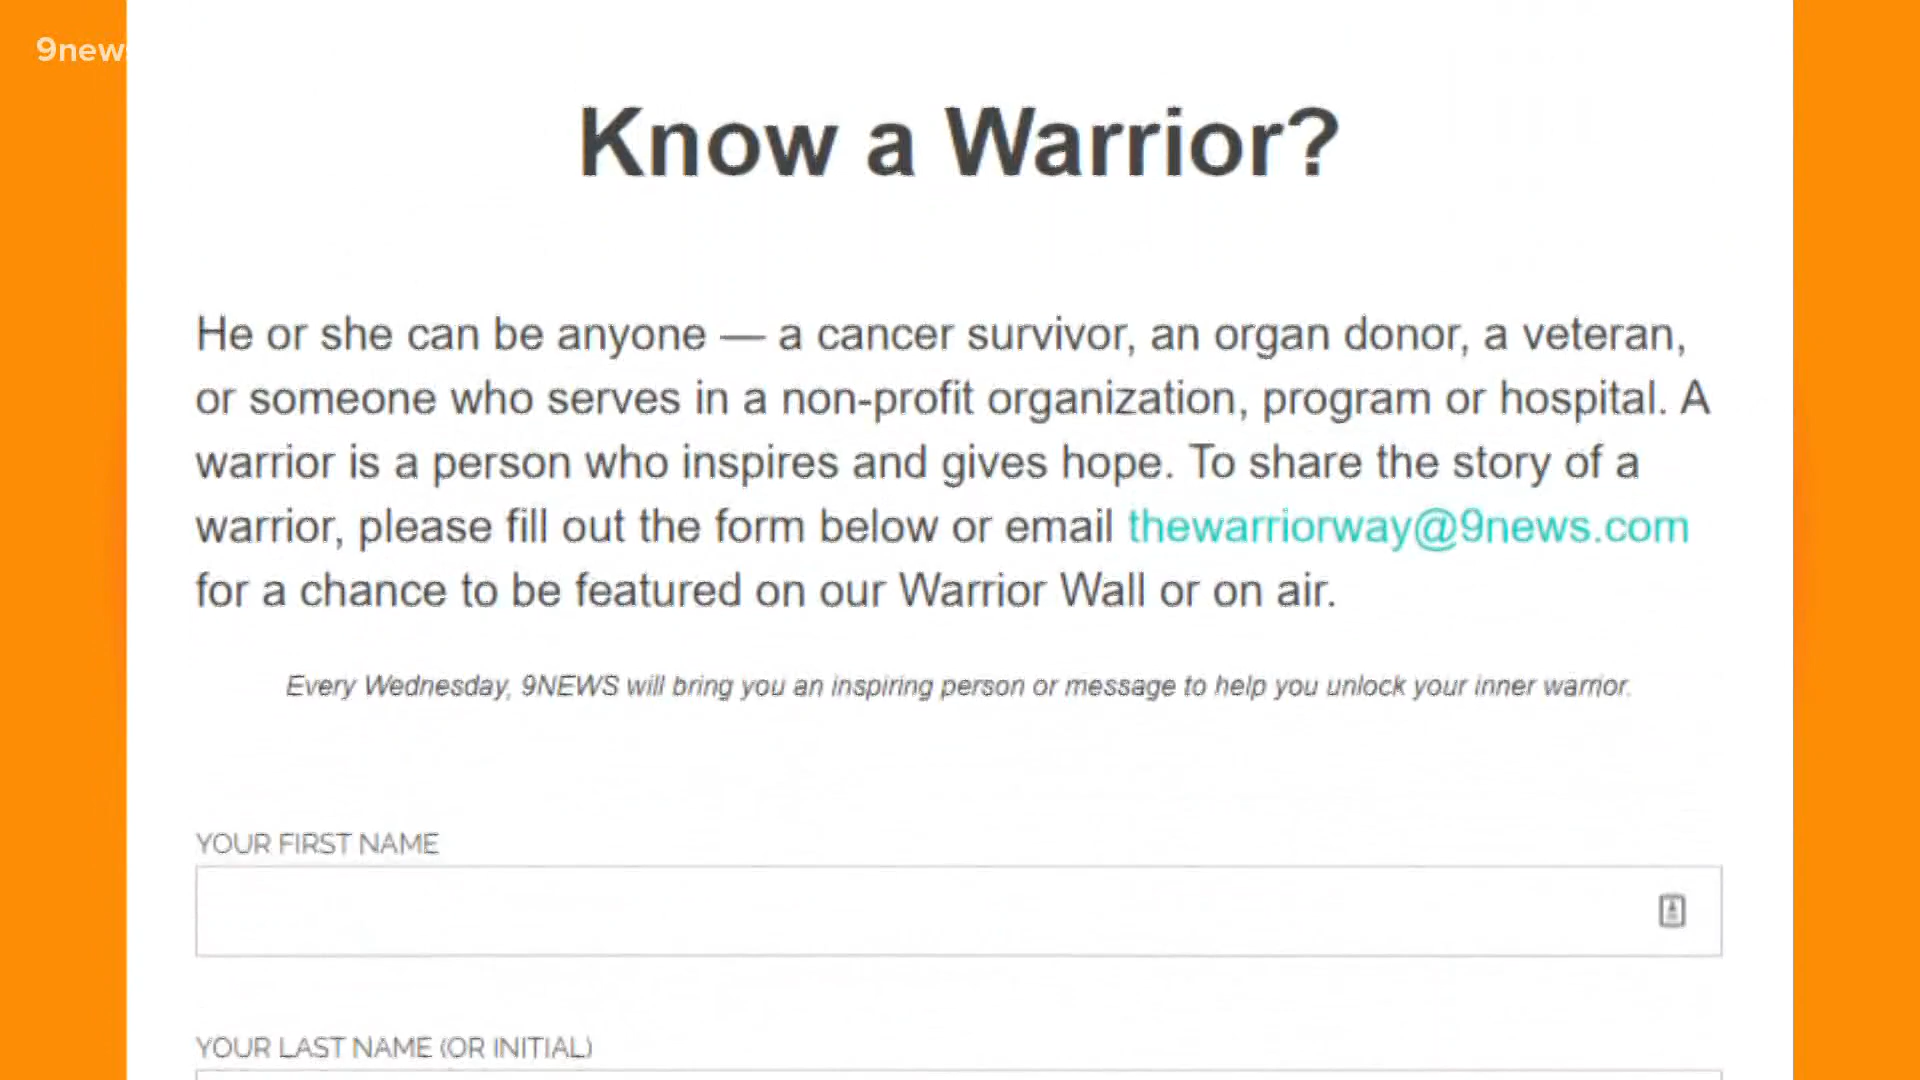 9news
Know a Warrior?
He or she can be anyone — a cancer survivor, an organ donor, a veteran,
or someone who serves in a non-profit organization, program or hospital. A
warrior is a person who inspires and gives hope. To share the story of a
warrior, please fill out the form below or email thewarriorway@9news.com
for a chance to be featured on our Warrior Wall or on air.
Every Wednesday, 9NEWS will bring you an inspiring person or message to help you unlock your inner warrior.
YOUR FIRST NAME
YOUR LAST NAME (OR INITIAL)